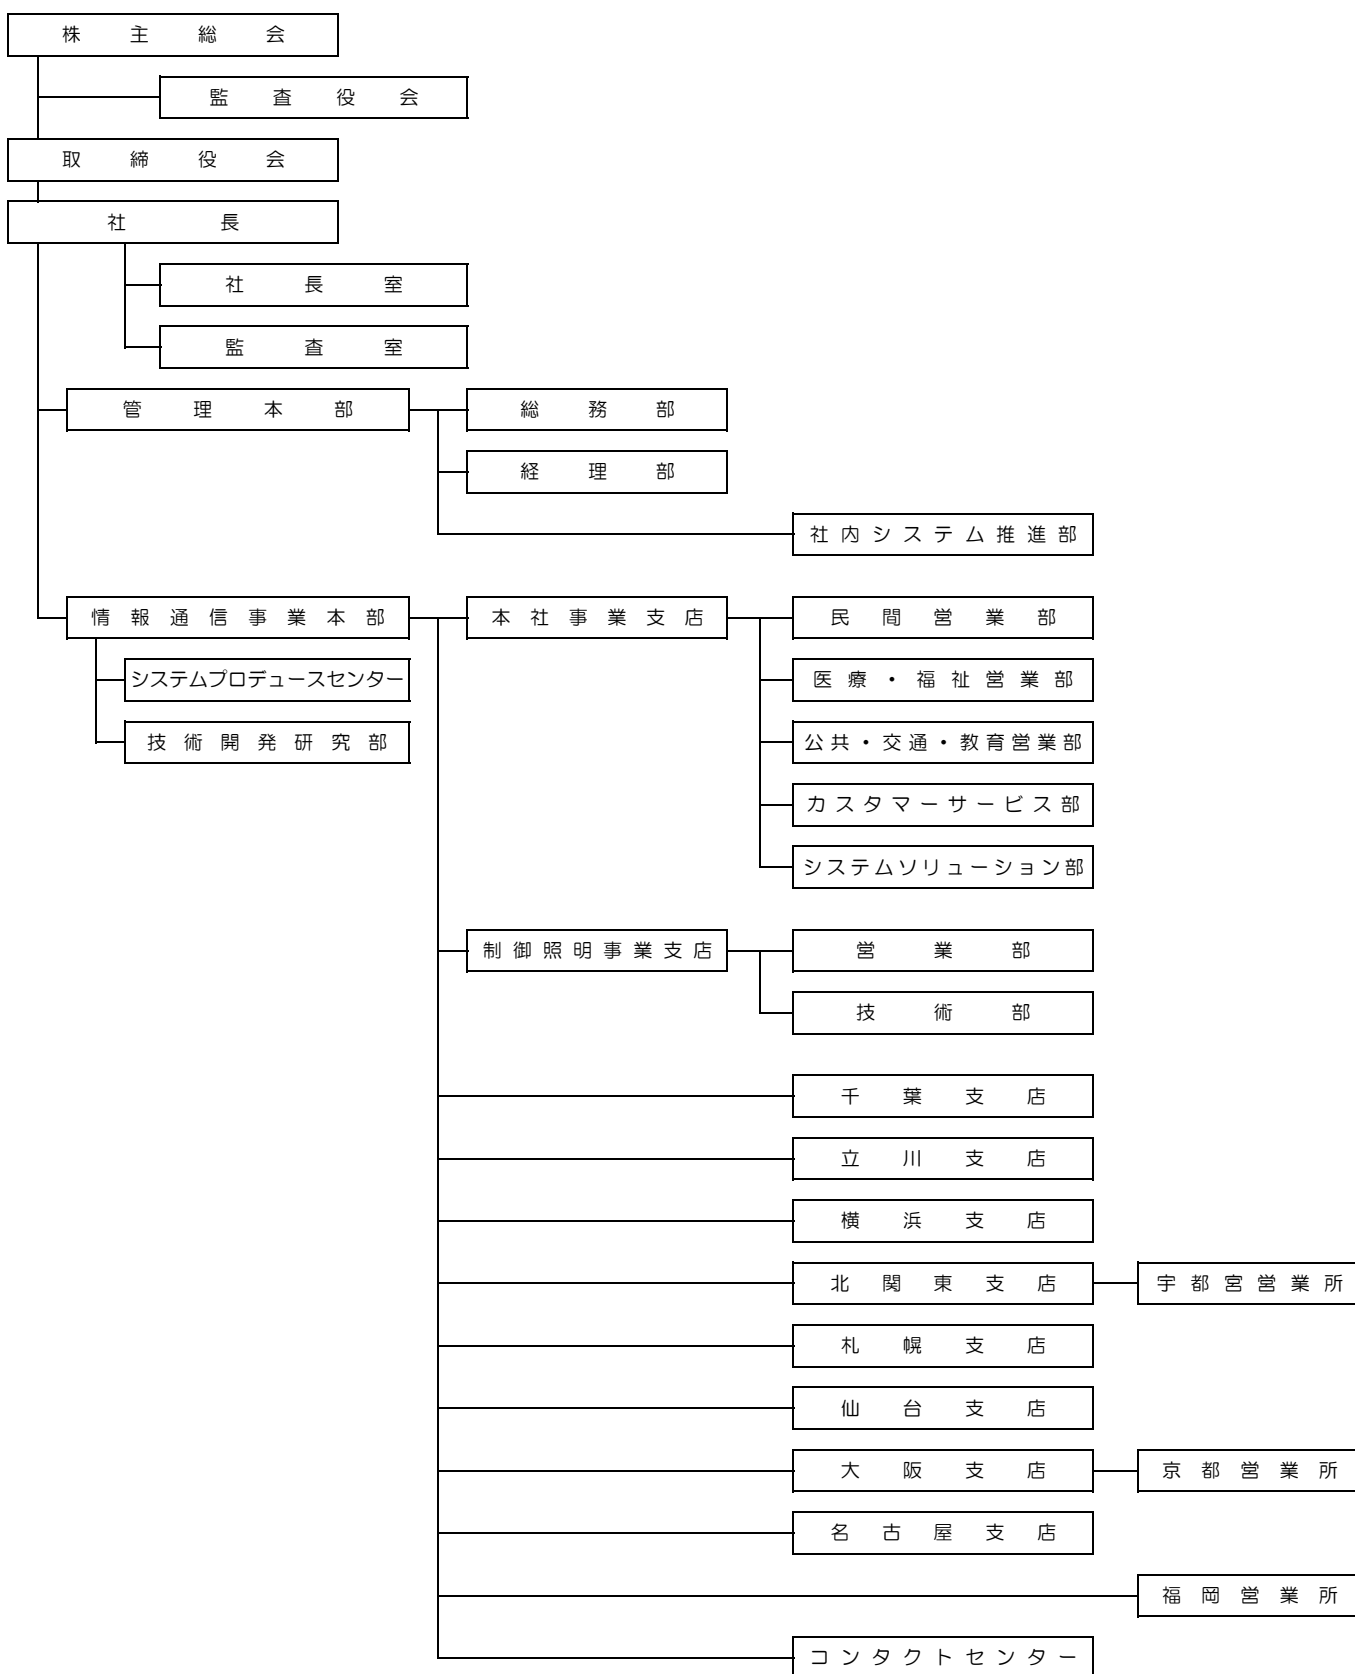 株主総会
監査役会
取締役会
社長
社長室
監査室
管理本部 総務部
経理部
社内システム推進部
情報通信事業本部 本社事業支店 民間営業部
システムプロデュースセンター 医療・福祉営業部
技術開発研究部 公共・交通・教育営業部
カスタマーサービス部
システムソリューション部
制御照明事業支店 営業部
技術部
千葉支店
立川支店
横浜支店
北関東支店 宇都宮営業所
札幌支店
仙台支店
大阪支店 京都営業所
名古屋支店
福岡営業所
コンタクトセンター